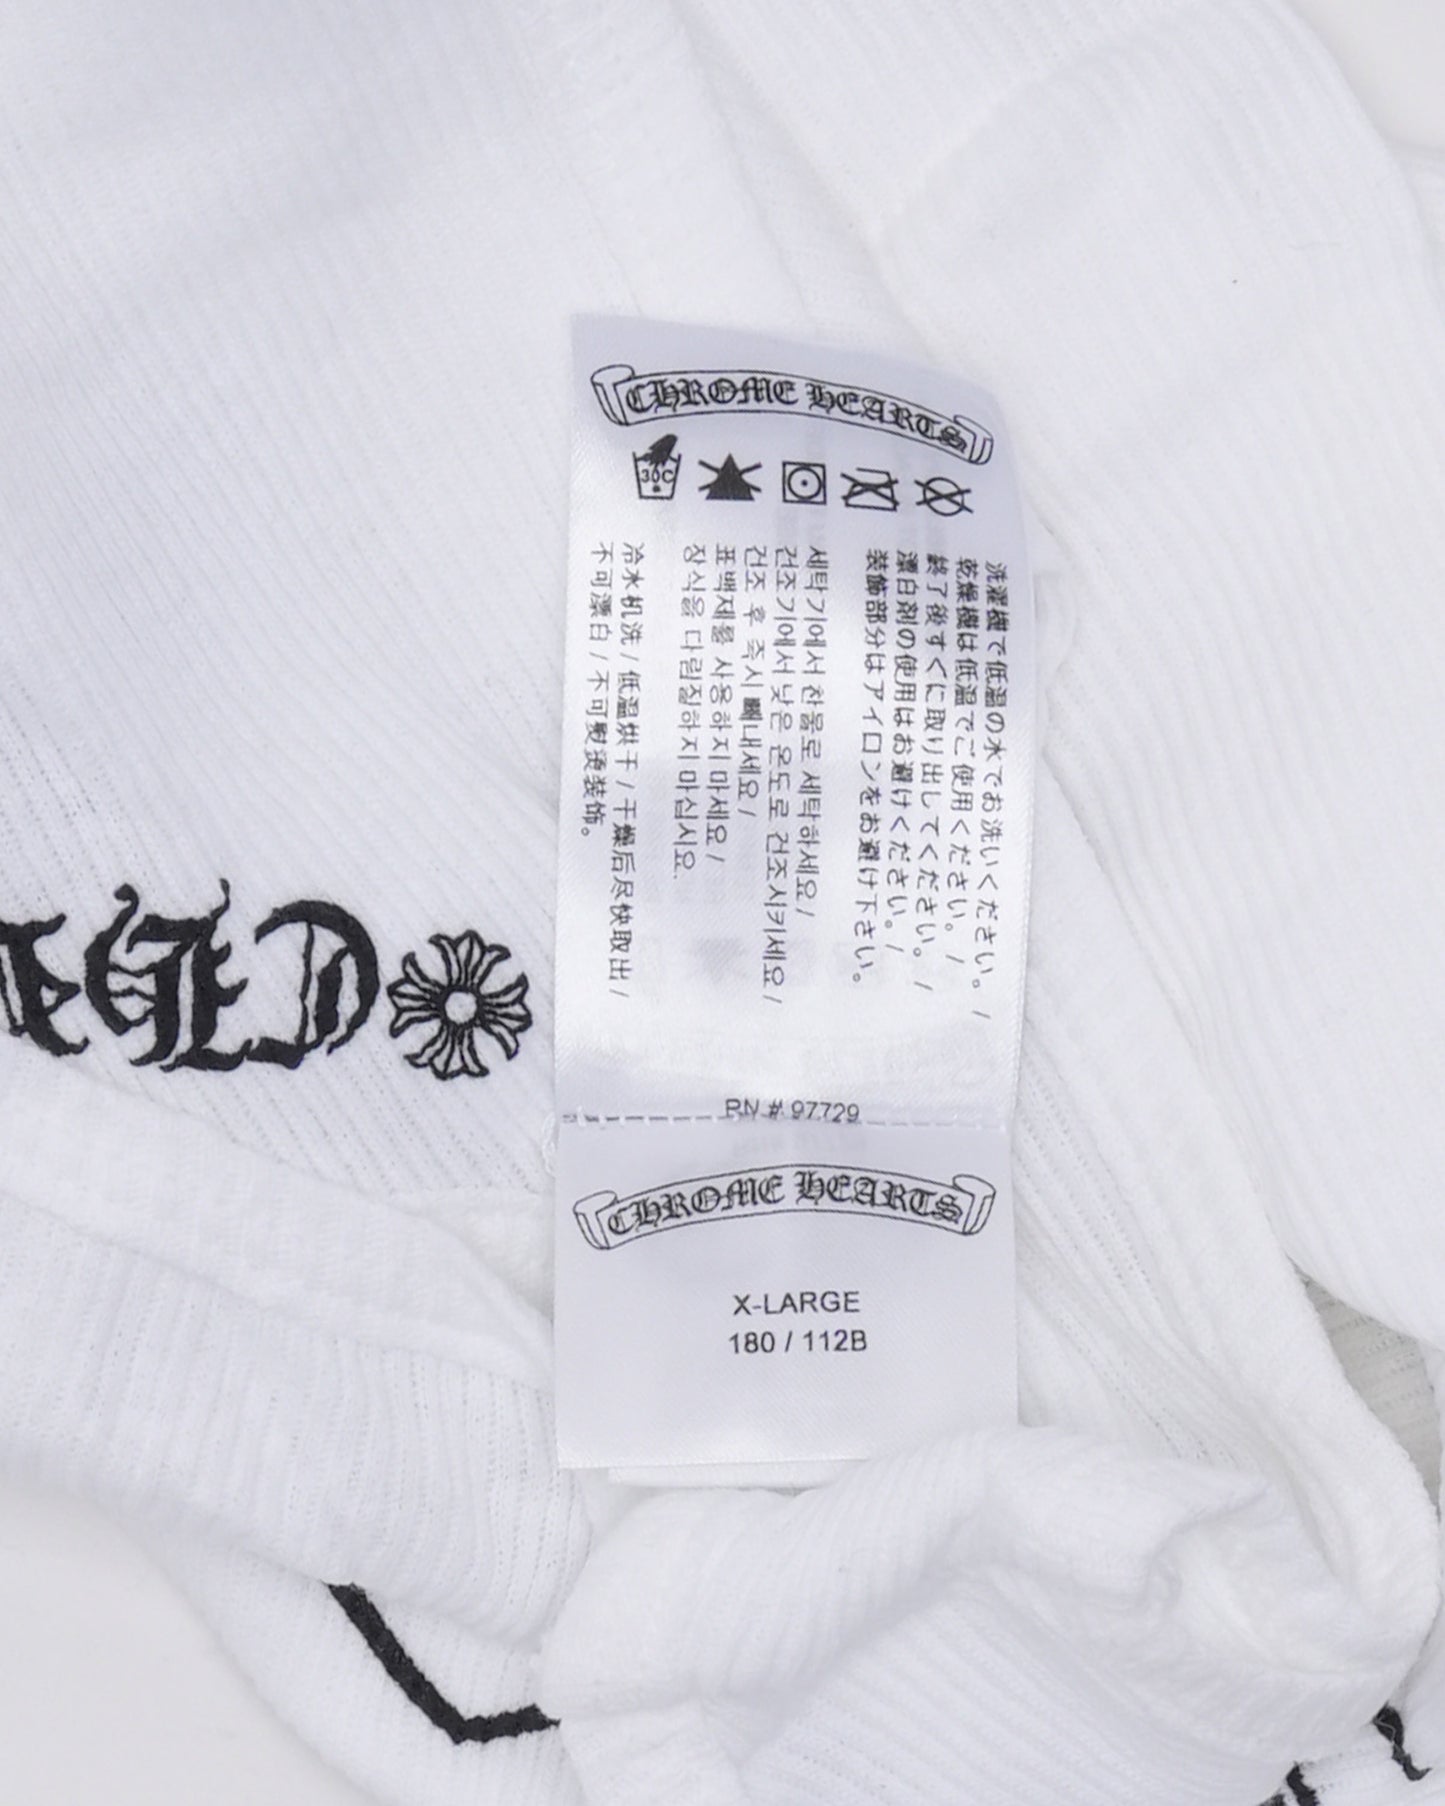 CHROME HEARTS
30C
洗濯機で低温の水でお洗いください。 /
乾燥機は低温でご使用ください。 /
終了後すぐに取り出してください。 /
漂白剤の使用はお避けください。 /
装飾部分はアイロンをお避け下さい。
세탁기에서 찬물로 세탁하세요 /
건조기에서 낮은 온도로 건조시키세요 /
건조 후 즉시 빼내세요 /
표백제를 사용하지 마세요 /
장식을 다림질하지 마십시요.
冷水机洗 / 低温烘干 / 干燥后尽快取出 /
不可漂白 / 不可熨烫装饰。
RN # 97729
CHROME HEARTS
X-LARGE
180 / 112B